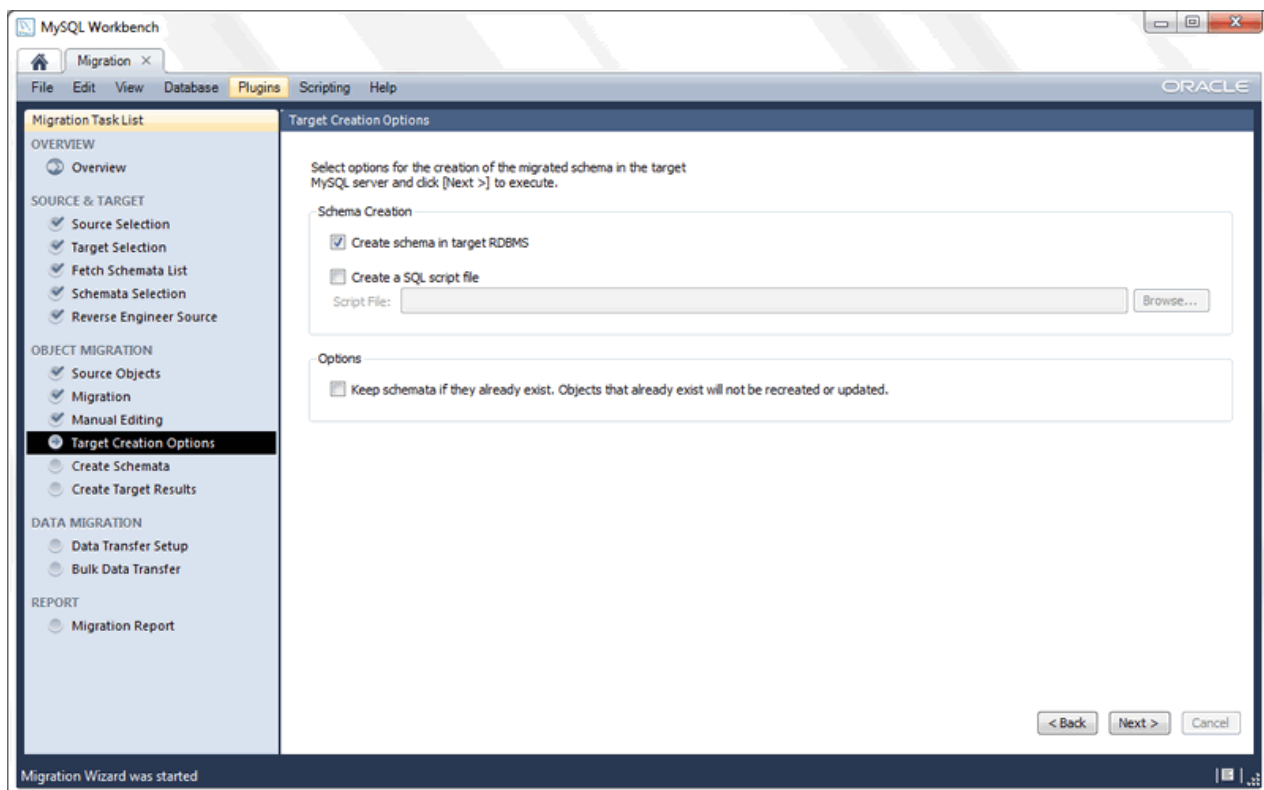 MySQL Workbench
Migration
File Edit View Database Plugins Scripting Help
ORACLE
Migration Task List
OVERVIEW
Overview
SOURCE & TARGET
Source Selection
Target Selection
Fetch Schemata List
Schemata Selection
Reverse Engineer Source
OBJECT MIGRATION
Source Objects
Migration
Manual Editing
Target Creation Options
Create Schemata
Create Target Results
DATA MIGRATION
Data Transfer Setup
Bulk Data Transfer
REPORT
Migration Report
Target Creation Options
Select options for the creation of the migrated schema in the target
MySQL server and click [Next >] to execute.
Schema Creation
Create schema in target RDBMS
Create a SQL script file
Script File:
Browse...
Options
Keep schemata if they already exist. Objects that already exist will not be recreated or updated.
< Back Next > Cancel
Migration Wizard was started